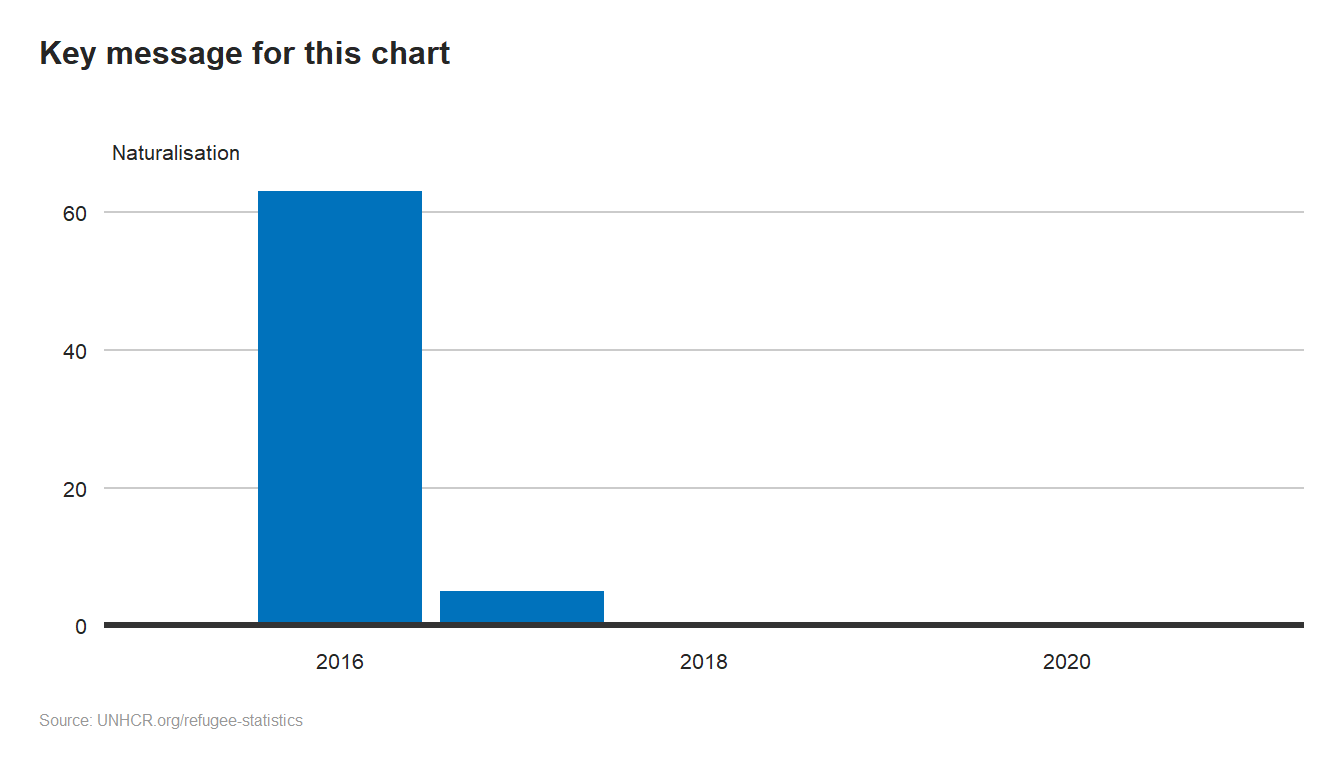 Key message for this chart
Naturalisation
60
40
20
0
2016 2018 2020
Source: UNHCR.org/refugee-statistics